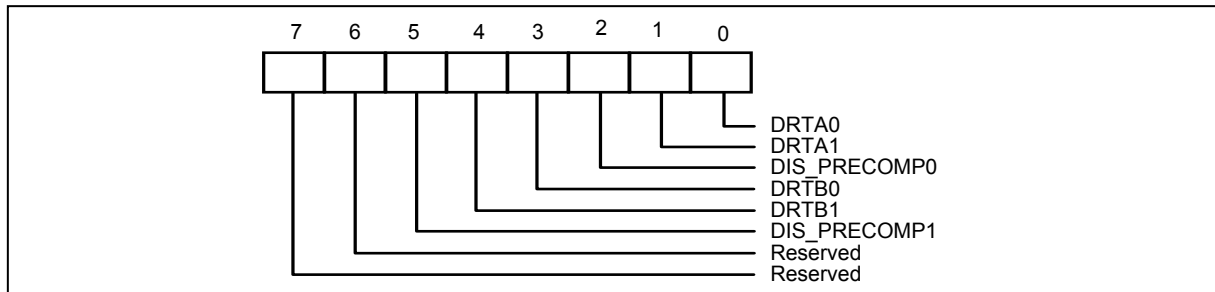 7 6 5 4 3 2 1 0
DRTA0
DRTA1
DIS_PRECOMP0
DRTB0
DRTB1
DIS_PRECOMP1
Reserved
Reserved